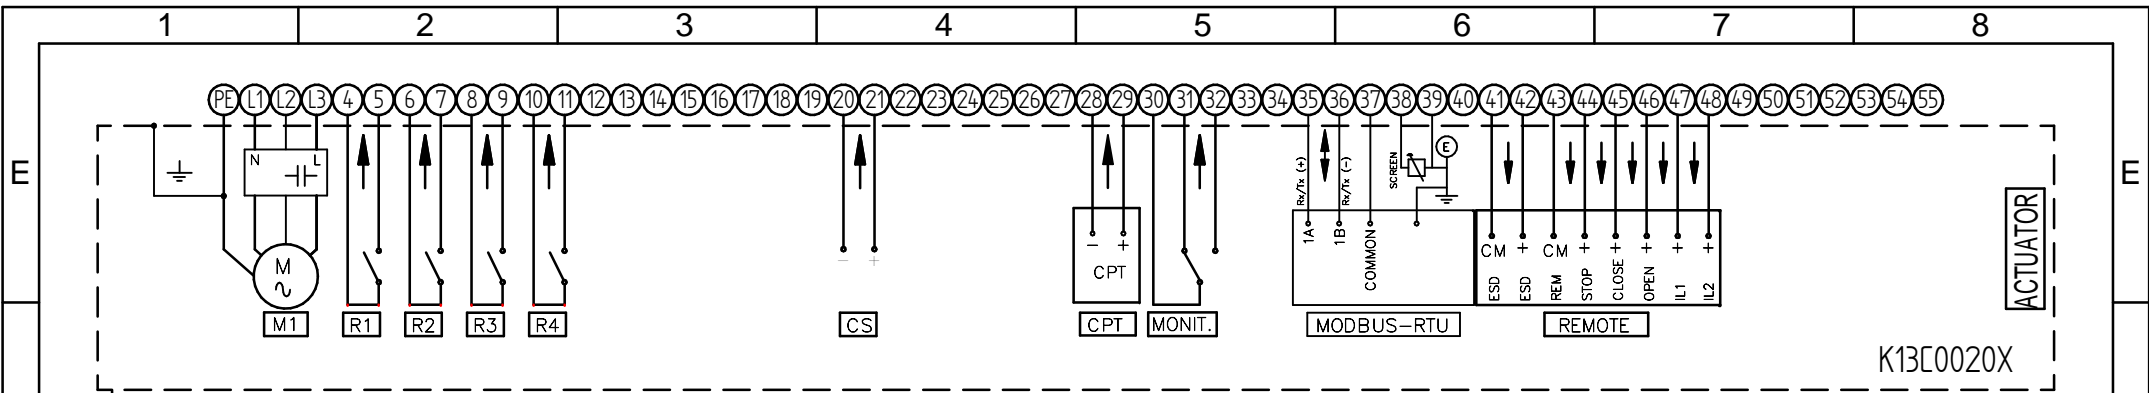 1 2 3 4 5 6 7 8
PE L1 L2 L3 4 5 6 7 8 9 10 11 12 13 14 15 16 17 18 19 20 21 22 23 24 25 26 27 28 29 30 31 32 33 34 35 36 37 38 39 40 41 42 43 44 45 46 47 48 49 50 51 52 53 54 55
E E
N L
M
M1
R1
R2
R3
R4
- +
CS
- +
CPT
CPT
MONIT.
Rx/Tx (+)
Rx/Tx (-)
SCREEN
E
1A
1B
COMMON
MODBUS-RTU
CM + CM + + + + +
ESD
ESD
REM
STOP
CLOSE
OPEN
IL1
IL2
REMOTE
ACTUATOR
K13C0020X